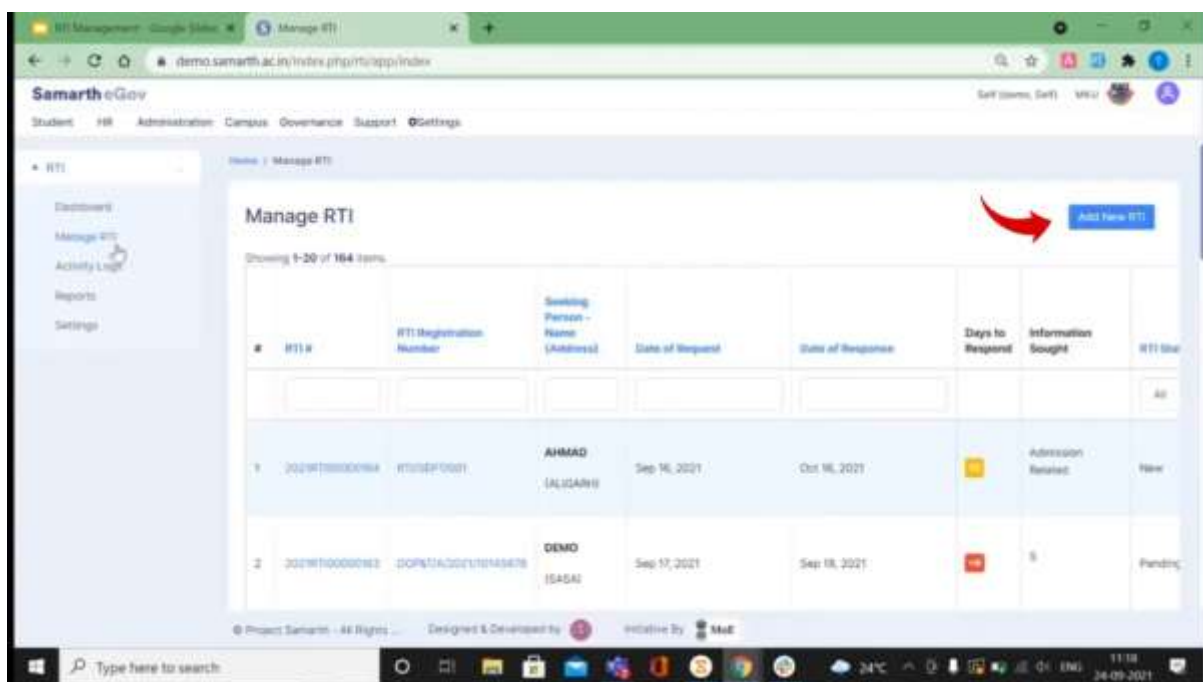 RTI Management - Google Slides
Manage RTI
demo.samarth.ac.in/index.php/rti/app/index
Samarth eGov
MKU
Student HR Administration Campus Governance Support Settings
RTI
Home / Manage RTI
Dashboard
Manage RTI
Activity Logs
Reports
Settings
Manage RTI
Add New RTI
Showing 1-20 of 164 items.
# RTI # RTI Registration Number Seeking Person - Name (Address) Date of Request Date of Response Days to Respond Information Sought RTI Stat
All
1 AHMAD (ALIGARH) Sep 16, 2021 Oct 16, 2021 Admission Related New
2 DEMO (SASA) Sep 17, 2021 Sep 18, 2021 S Pending
© Project Samarth - All Rights ... Designed & Developed by Initiative By MoE
Type here to search
24°C
ENG
11:18
24-09-2021